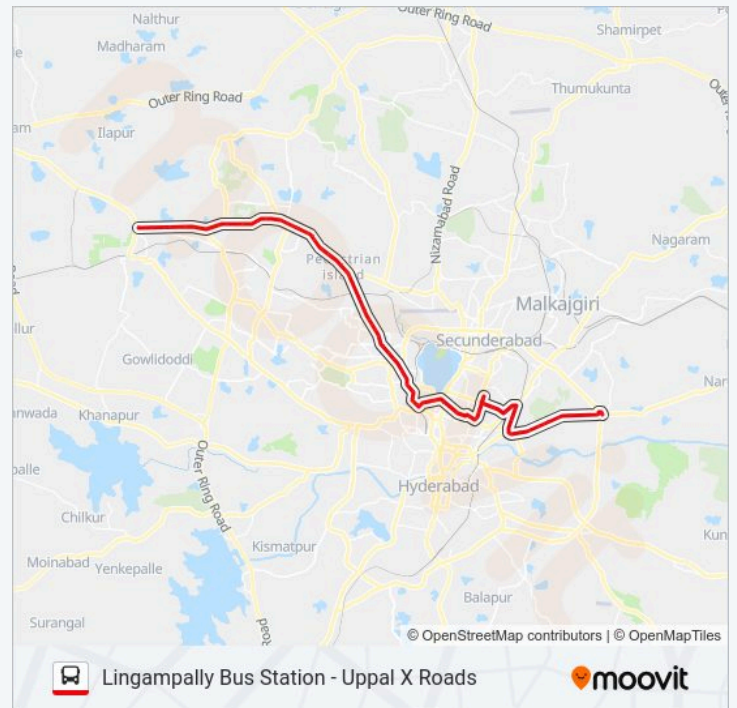 Nalthur
Madharam
Outer Ring Road
Shamirpet
Outer Ring Road
Thumukunta
Ilapur
Nizamabad Road
Pedestrian
island
Nagaram
Malkajgiri
Secunderabad
Gowlidoddi
Khanapur
Outer Ring Road
Hyderabad
Chilkur
Kismatpur
Moinabad
Yenkepalle
Balapur
Surangal
Road
© OpenStreetMap contributors | © OpenMapTiles
Lingampally Bus Station - Uppal X Roads
moovit